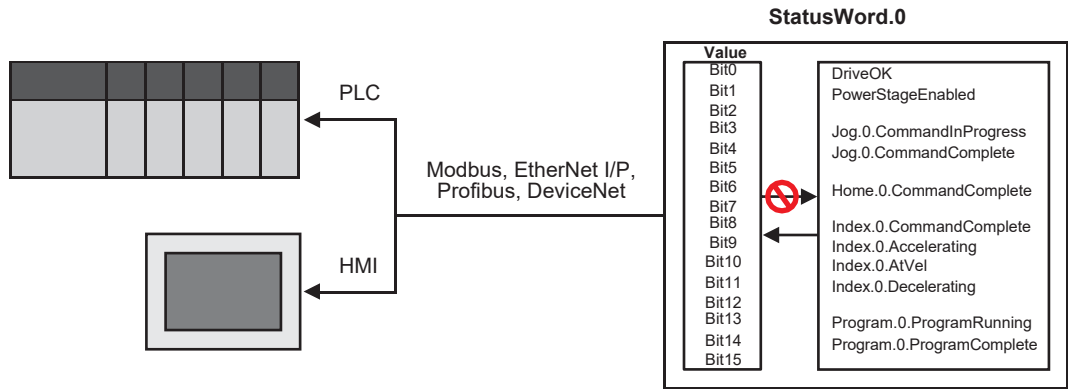 StatusWord.0
Value
Bit0
Bit1
Bit2
Bit3
Bit4
Bit5
Bit6
Bit7
Bit8
Bit9
Bit10
Bit11
Bit12
Bit13
Bit14
Bit15
DriveOK
PowerStageEnabled
Jog.0.CommandInProgress
Jog.0.CommandComplete
Home.0.CommandComplete
Index.0.CommandComplete
Index.0.Accelerating
Index.0.AtVel
Index.0.Decelerating
Program.0.ProgramRunning
Program.0.ProgramComplete
PLC
Modbus, EtherNet I/P,
Profibus, DeviceNet
HMI